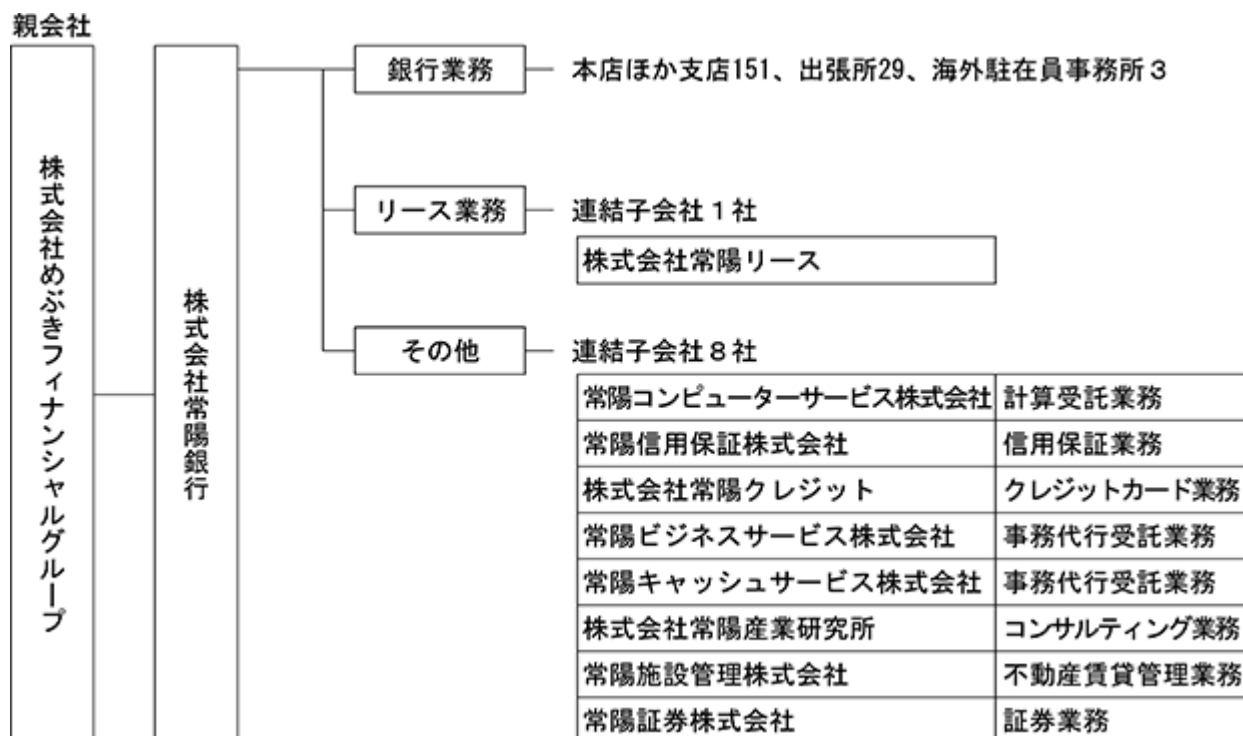 親会社
株式会社めぶきフィナンシャルグループ
株式会社常陽銀行
銀行業務
本店ほか支店151、出張所29、海外駐在員事務所３
リース業務
連結子会社１社
株式会社常陽リース
その他
連結子会社８社
常陽コンピューターサービス株式会社 計算受託業務
常陽信用保証株式会社 信用保証業務
株式会社常陽クレジット クレジットカード業務
常陽ビジネスサービス株式会社 事務代行受託業務
常陽キャッシュサービス株式会社 事務代行受託業務
株式会社常陽産業研究所 コンサルティング業務
常陽施設管理株式会社 不動産賃貸管理業務
常陽証券株式会社 証券業務